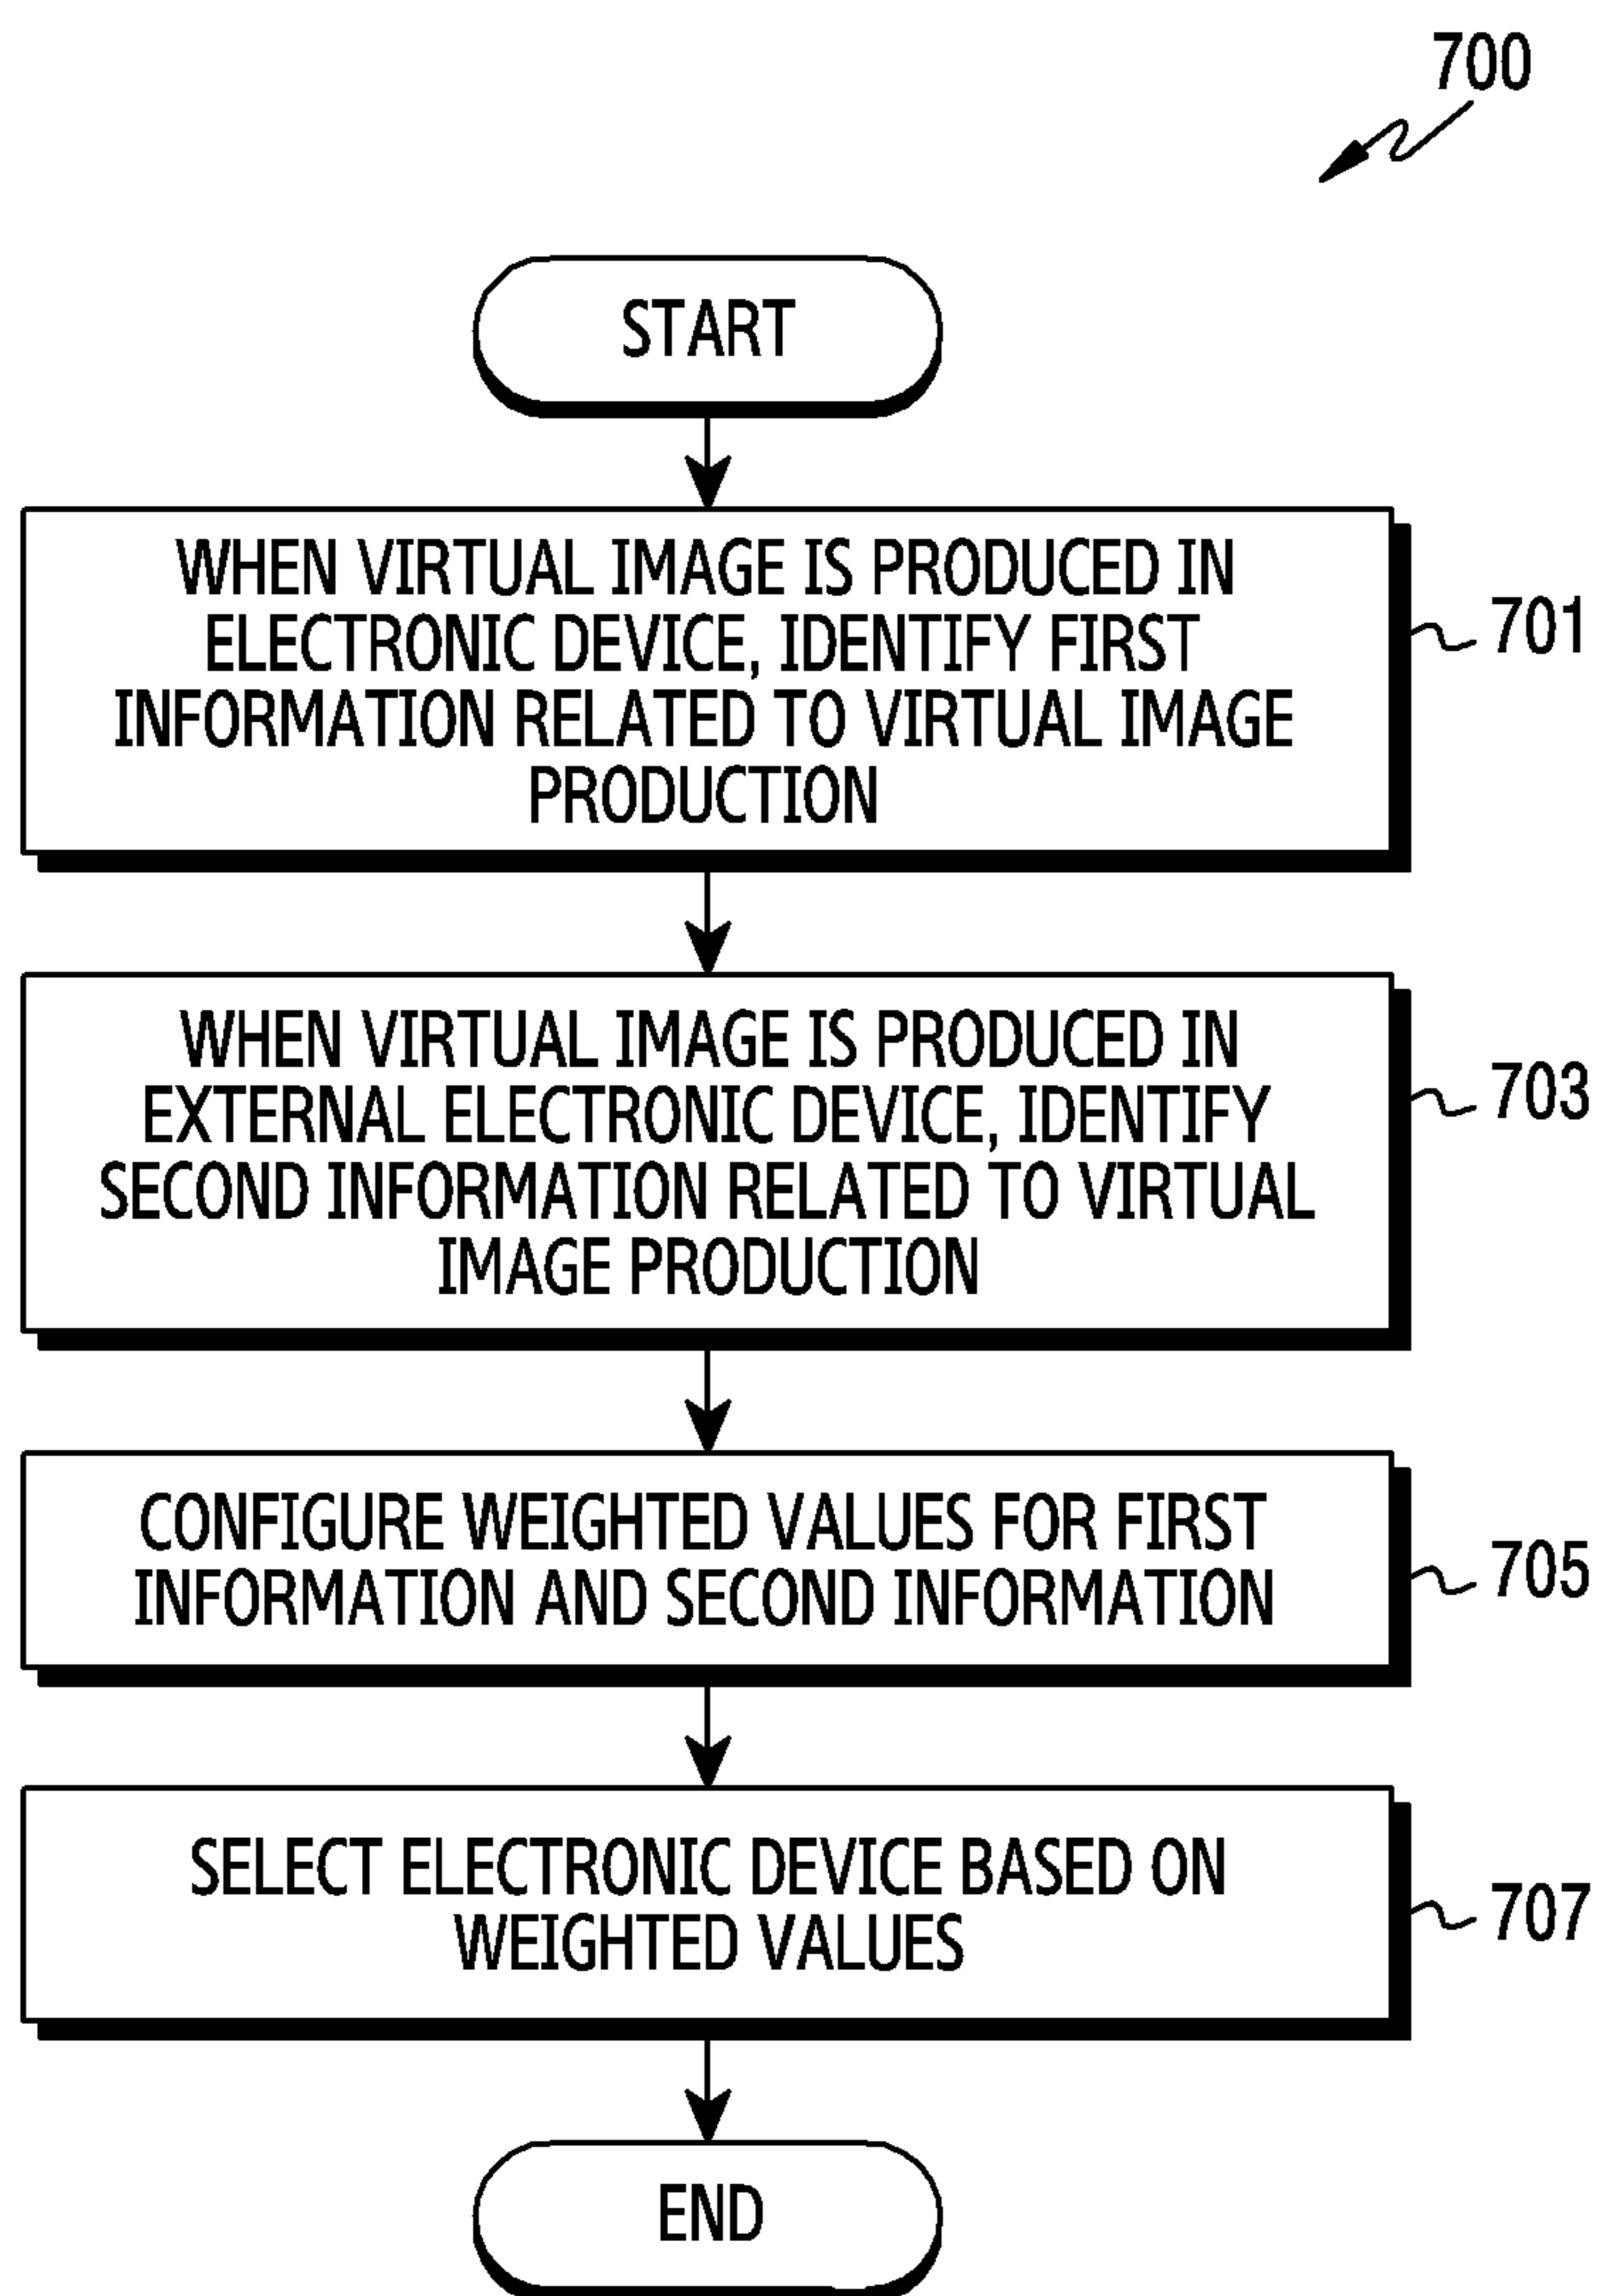 700
START
WHEN VIRTUAL IMAGE IS PRODUCED IN
ELECTRONIC DEVICE, IDENTIFY FIRST
INFORMATION RELATED TO VIRTUAL IMAGE
PRODUCTION
701
WHEN VIRTUAL IMAGE IS PRODUCED IN
EXTERNAL ELECTRONIC DEVICE, IDENTIFY
SECOND INFORMATION RELATED TO VIRTUAL
IMAGE PRODUCTION
703
CONFIGURE WEIGHTED VALUES FOR FIRST
INFORMATION AND SECOND INFORMATION
705
SELECT ELECTRONIC DEVICE BASED ON
WEIGHTED VALUES
707
END